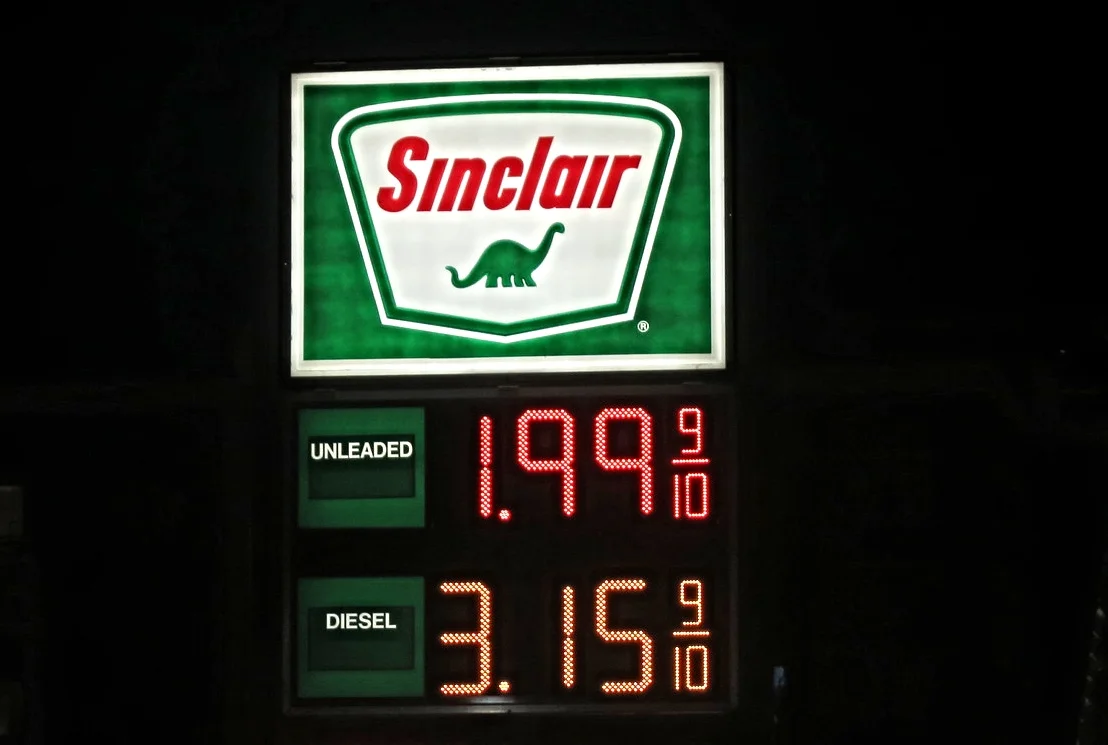 Sinclair
®
UNLEADED 1.99 9/10
DIESEL 3.15 9/10